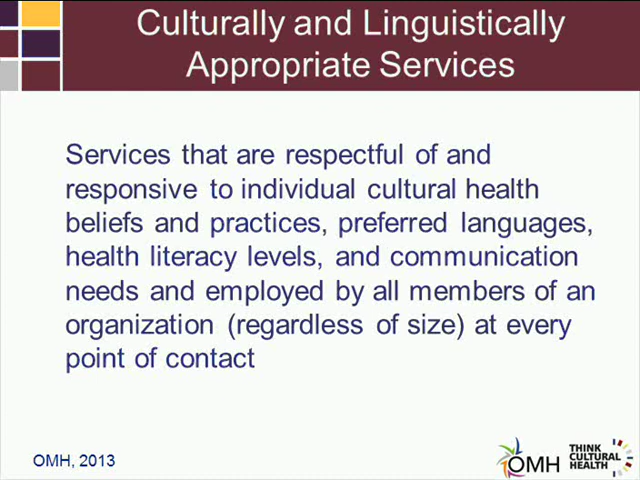 Culturally and Linguistically
Appropriate Services
Services that are respectful of and
responsive to individual cultural health
beliefs and practices, preferred languages,
health literacy levels, and communication
needs and employed by all members of an
organization (regardless of size) at every
point of contact
OMH, 2013
OMH
THINK
CULTURAL
HEALTH